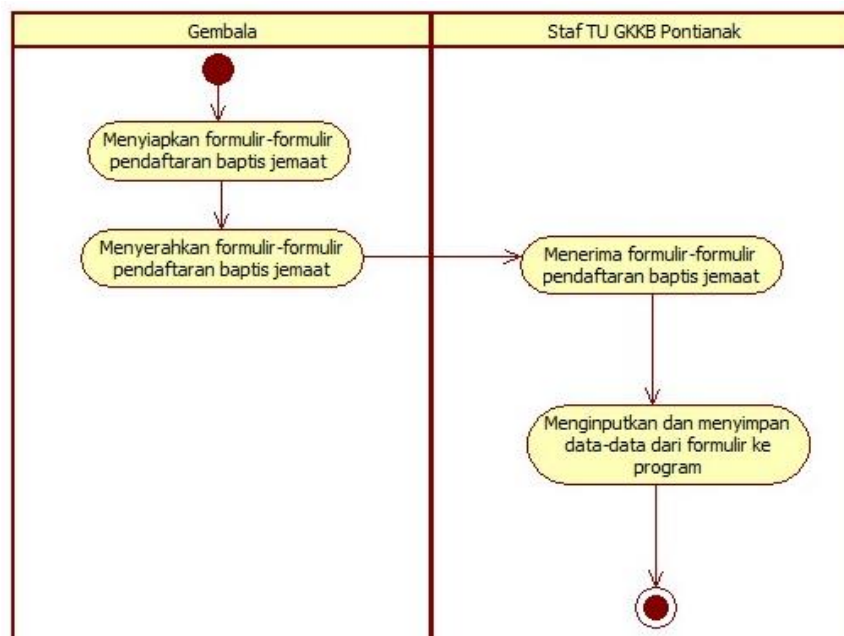 Gembala
Staf TU GKKB Pontianak
Menyiapkan formulir-formulir
pendaftaran baptis jemaat
Menyerahkan formulir-formulir
pendaftaran baptis jemaat
Menerima formulir-formulir
pendaftaran baptis jemaat
Menginputkan dan menyimpan
data-data dari formulir ke
program